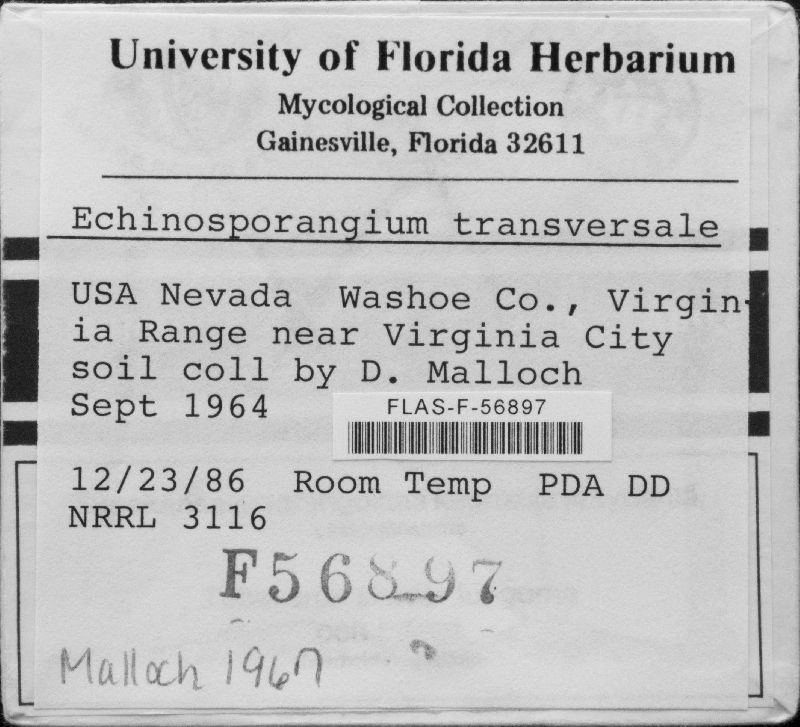 University of Florida Herbarium
Mycological Collection
Gainesville, Florida 32611
Echinosporangium transversale
USA Nevada Washoe Co., Virgin-
ia Range near Virginia City
soil coll by D. Malloch
Sept 1964
FLAS-F-56897
12/23/86 Room Temp PDA DD
NRRL 3116
F56897
Malloch 1967